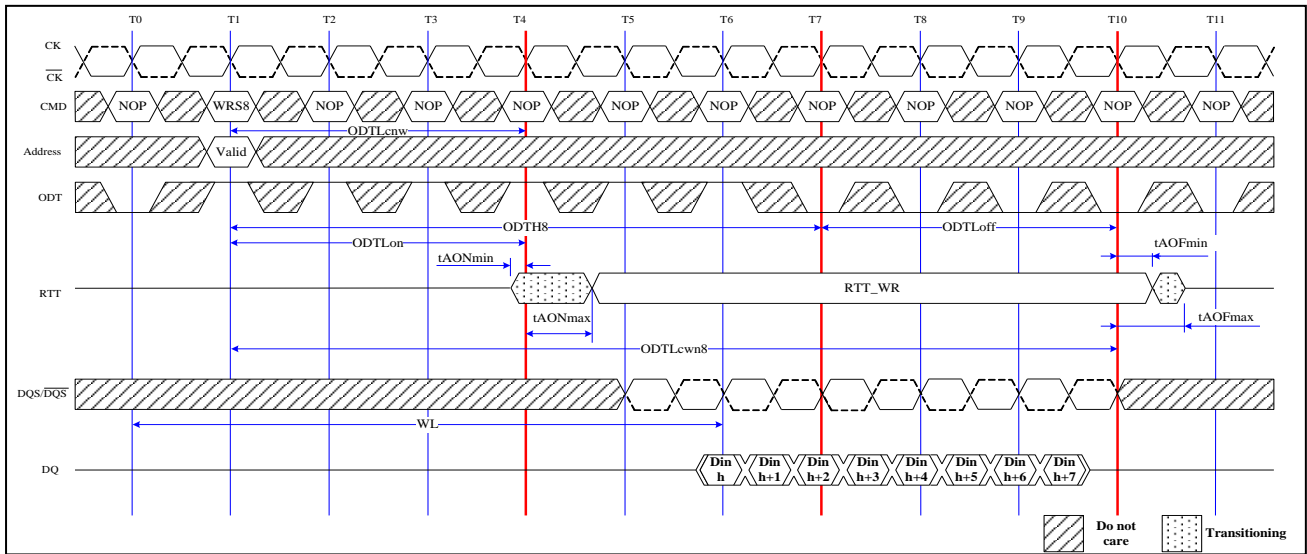 T0 T1 T2 T3 T4 T5 T6 T7 T8 T9 T10 T11
CK
CK
CMD NOP WRS8 NOP NOP NOP NOP NOP NOP NOP NOP NOP NOP
ODTLcnw
Address Valid
ODT
ODTH8 ODTLoff
ODTLon
tAONmin tAOFmin
RTT RTT_WR
tAONmax tAOFmax
ODTLcwn8
DQS/DQS
WL
DQ Din h Din h+1 Din h+2 Din h+3 Din h+4 Din h+5 Din h+6 Din h+7
Do not care Transitioning